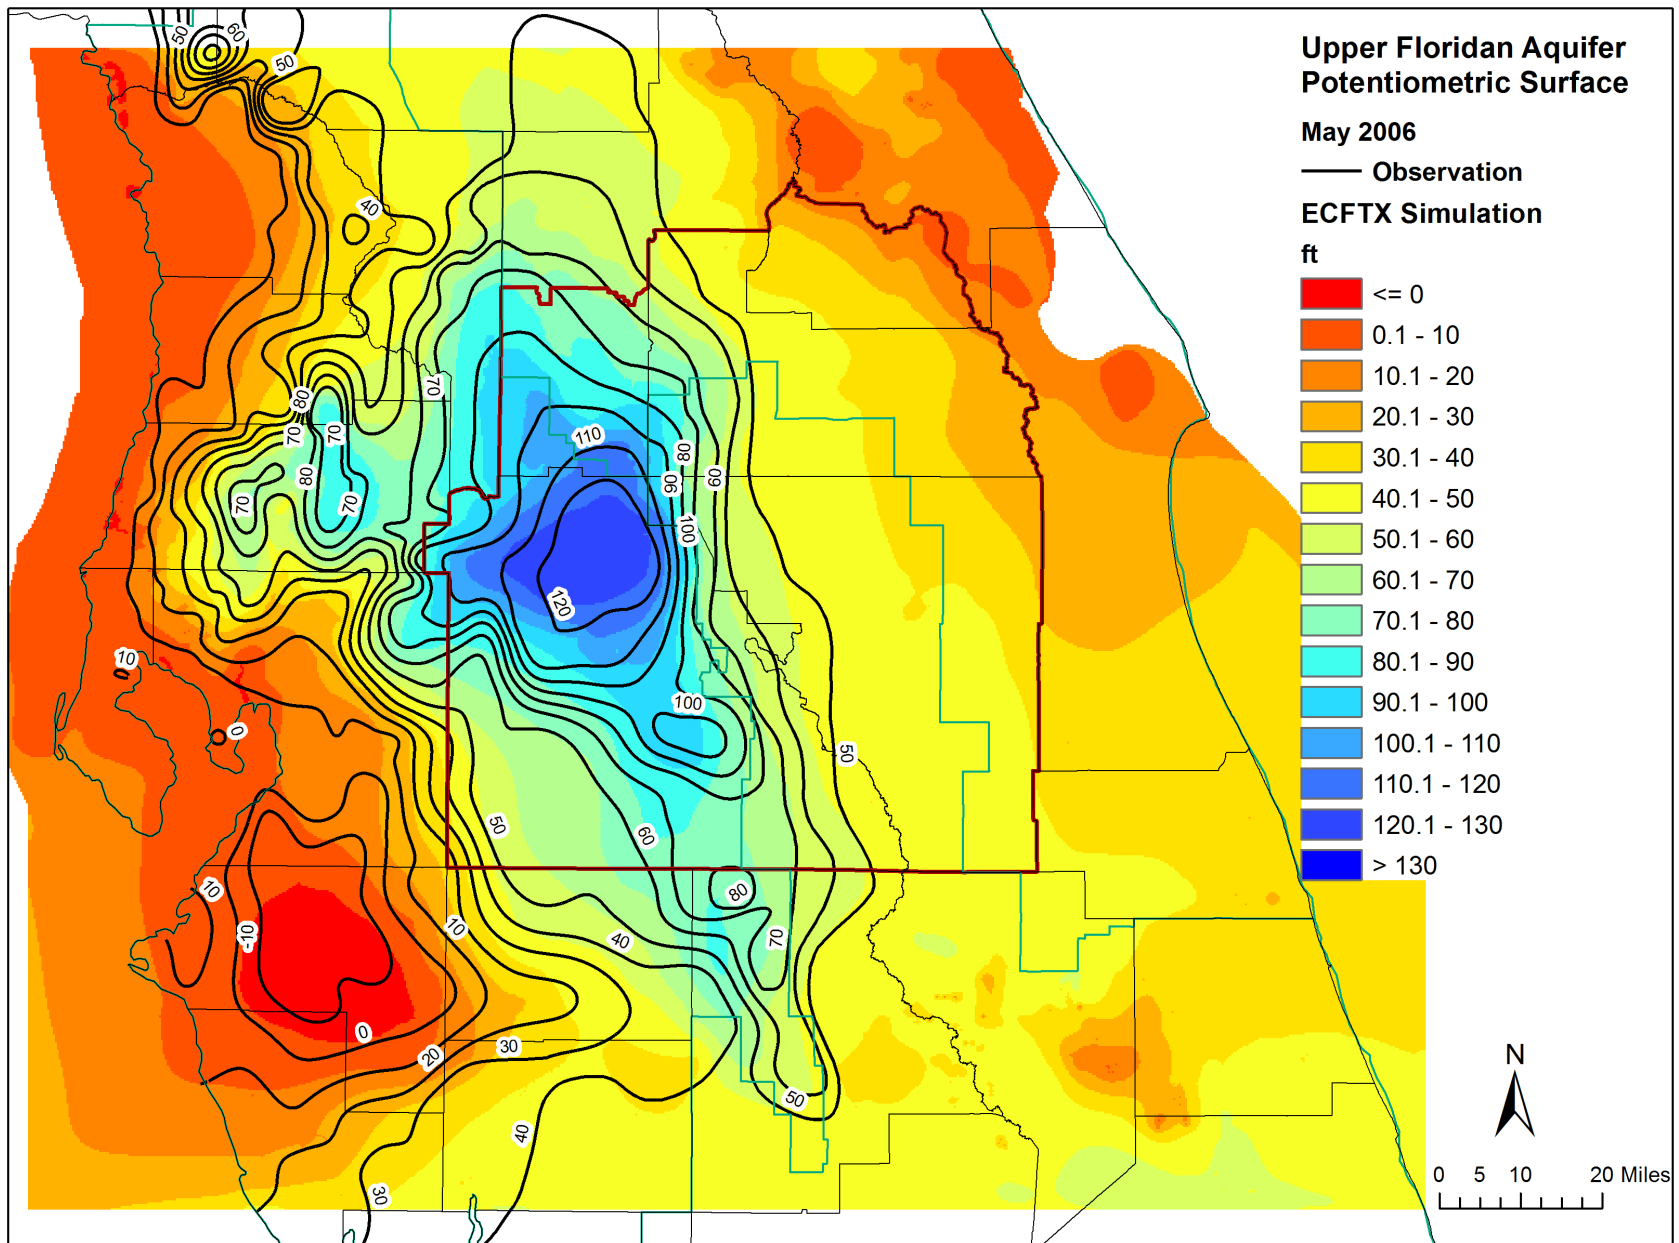 Upper Floridan Aquifer
Potentiometric Surface
May 2006
Observation
ECFTX Simulation
ft
<= 0
0.1 - 10
10.1 - 20
20.1 - 30
30.1 - 40
40.1 - 50
50.1 - 60
60.1 - 70
70.1 - 80
80.1 - 90
90.1 - 100
100.1 - 110
110.1 - 120
120.1 - 130
> 130
N
0 5 10 20 Miles
50
60
50
40
70
80
70
70
80
70
70
110
80
90
60
100
120
10
0
100
50
50
60
10
-10
80
10
40
70
0
20
30
50
40
30